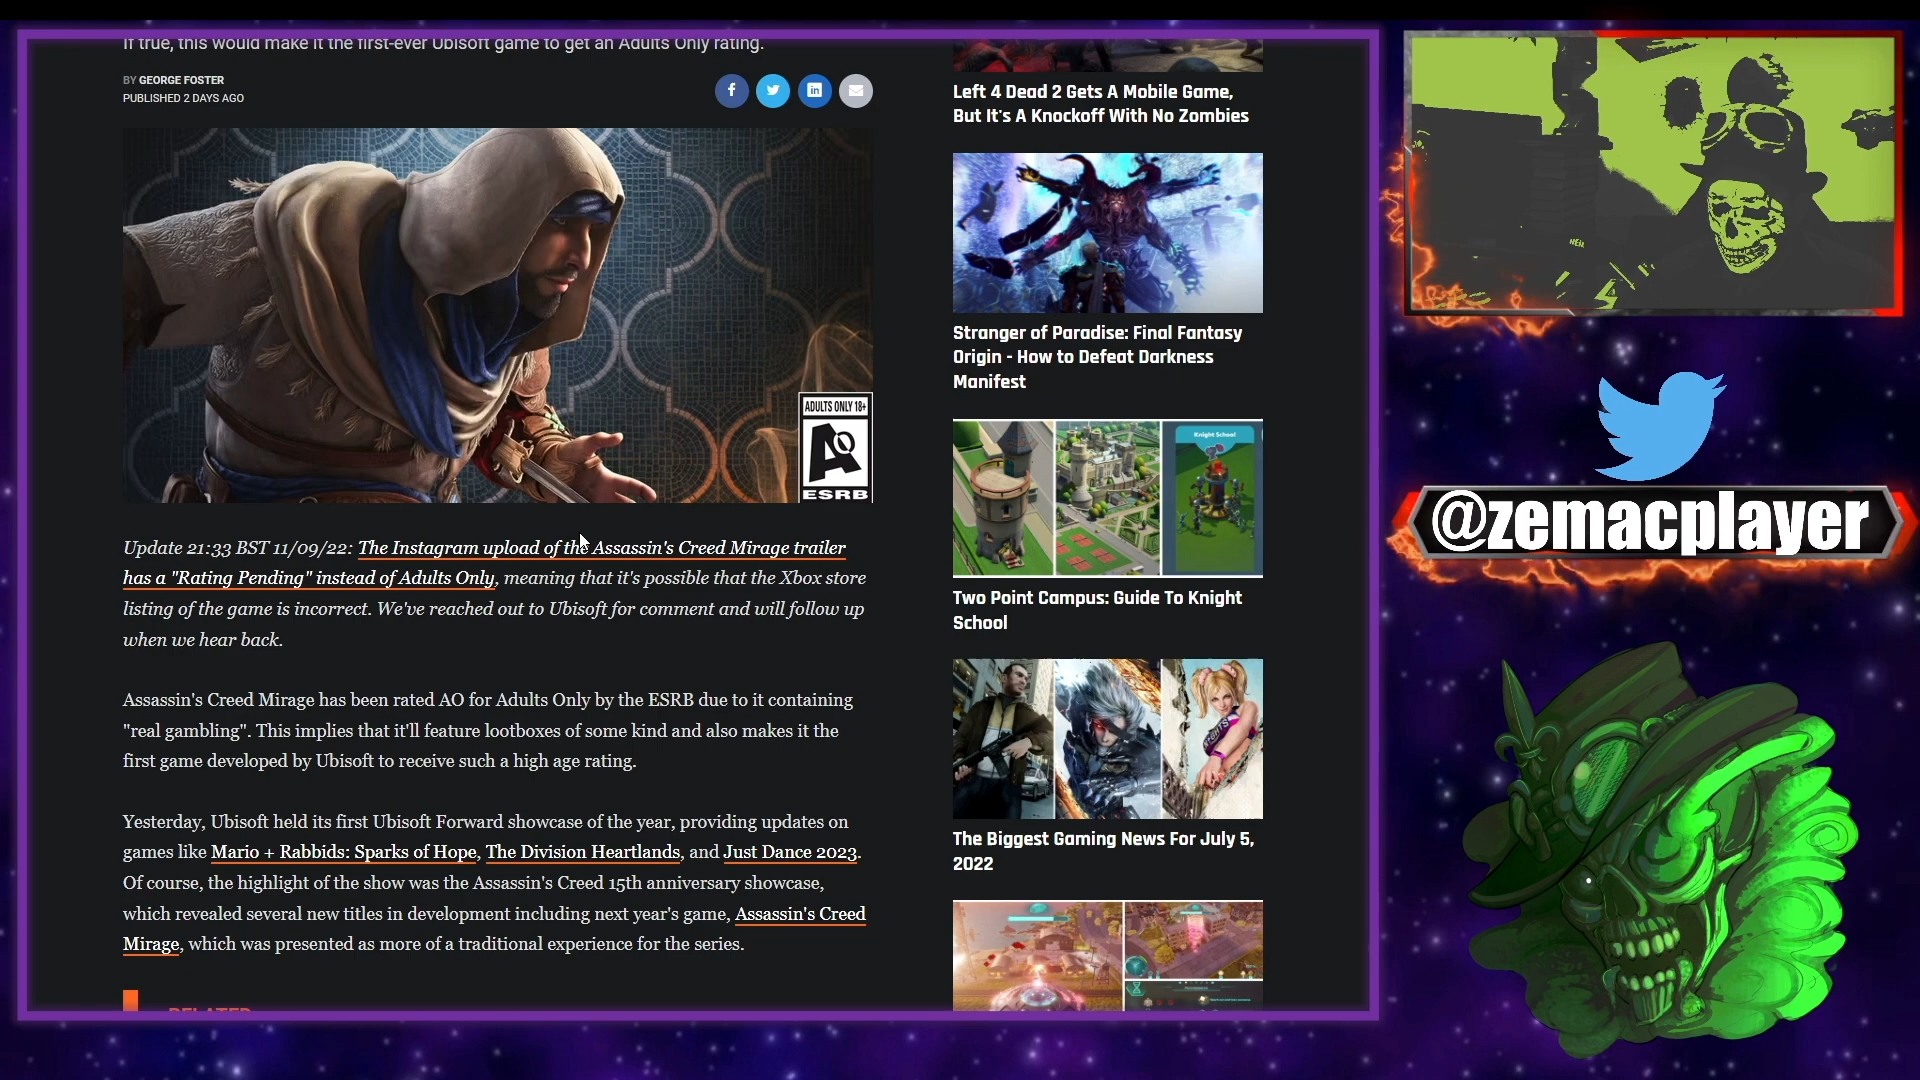 If true, this would make it the first-ever Ubisoft game to get an Adults Only rating.
BY GEORGE FOSTER
PUBLISHED 2 DAYS AGO
ADULTS ONLY 18+
AO
ESRB
Update 21:33 BST 11/09/22: The Instagram upload of the Assassin's Creed Mirage trailer
has a "Rating Pending" instead of Adults Only, meaning that it's possible that the Xbox store
listing of the game is incorrect. We've reached out to Ubisoft for comment and will follow up
when we hear back.
Assassin's Creed Mirage has been rated AO for Adults Only by the ESRB due to it containing
"real gambling". This implies that it'll feature lootboxes of some kind and also makes it the
first game developed by Ubisoft to receive such a high age rating.
Yesterday, Ubisoft held its first Ubisoft Forward showcase of the year, providing updates on
games like Mario + Rabbids: Sparks of Hope, The Division Heartlands, and Just Dance 2023.
Of course, the highlight of the show was the Assassin's Creed 15th anniversary showcase,
which revealed several new titles in development including next year's game, Assassin's Creed
Mirage, which was presented as more of a traditional experience for the series.
RELATED
Left 4 Dead 2 Gets A Mobile Game,
But It's A Knockoff With No Zombies
Stranger of Paradise: Final Fantasy
Origin - How to Defeat Darkness
Manifest
Knight School
Two Point Campus: Guide To Knight
School
The Biggest Gaming News For July 5,
2022
@zemacplayer